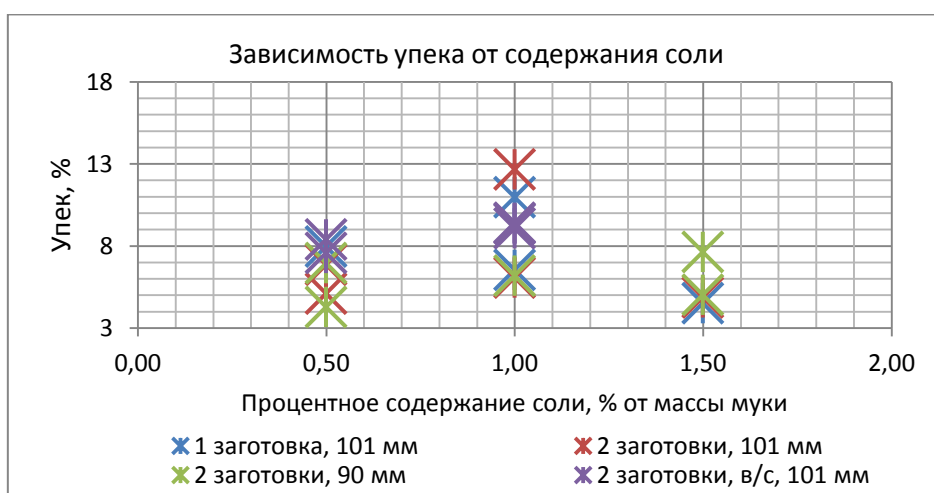 Зависимость упека от содержания соли
18
13
8
3
Упек, %
0,00 0,50 1,00 1,50 2,00
Процентное содержание соли, % от массы муки
1 заготовка, 101 мм 2 заготовки, 101 мм
2 заготовки, 90 мм 2 заготовки, в/с, 101 мм